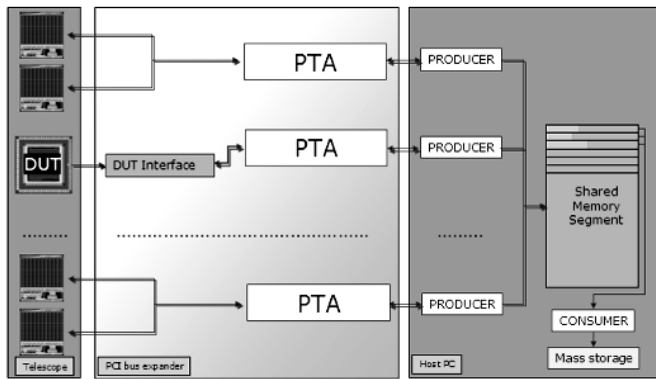 PTA
PRODUCER
DUT
DUT Interface
PTA
PRODUCER
Shared
Memory
Segment
PTA
PRODUCER
CONSUMER
Mass storage
Telescope
PCI bus expander
Host PC